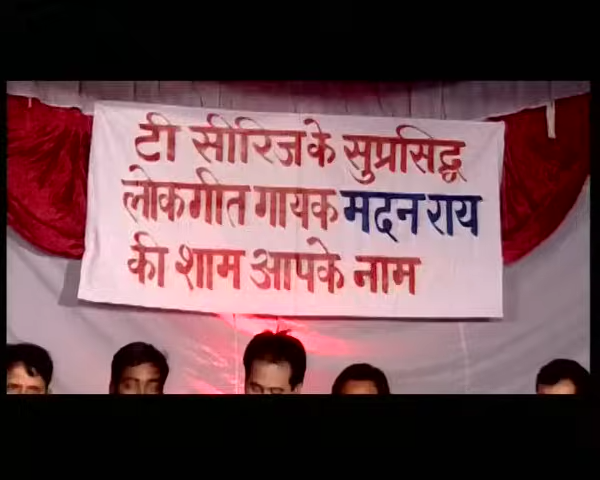 टी सीरिज के सुप्रसिद्ध
लोकगीत गायक मदन राय
की शाम आपके नाम